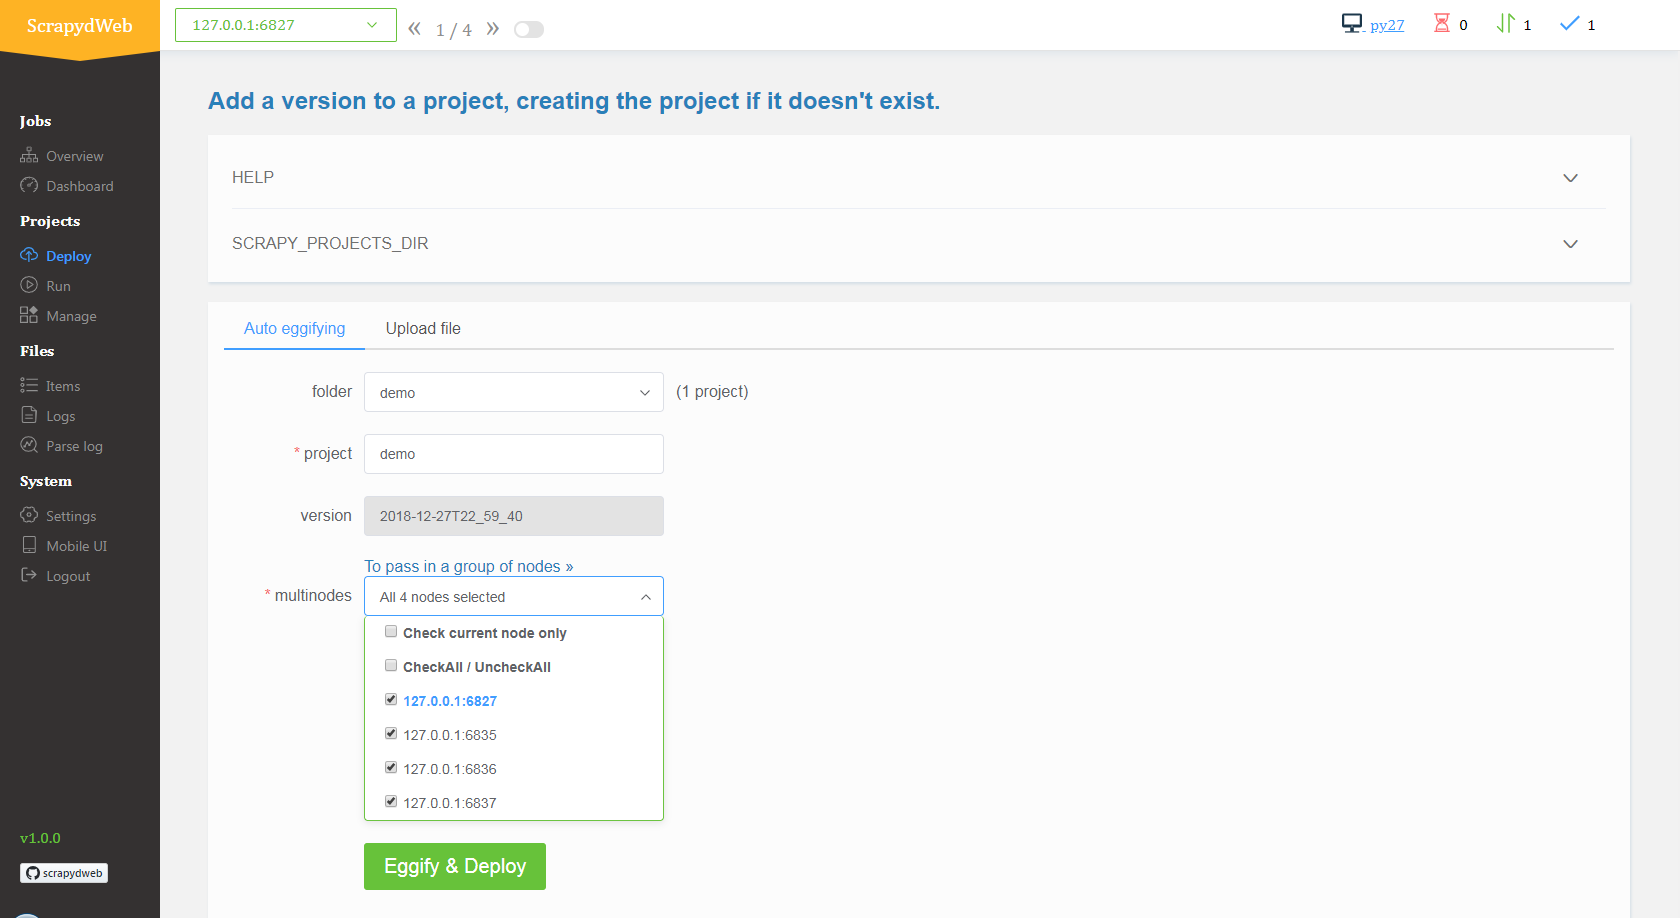 ScrapydWeb
127.0.0.1:6827
« 1 / 4 »
py27 0 1 1
Jobs
Overview
Dashboard
Projects
Deploy
Run
Manage
Files
Items
Logs
Parse log
System
Settings
Mobile UI
Logout
v1.0.0
scrapydweb
Add a version to a project, creating the project if it doesn't exist.
HELP
SCRAPY_PROJECTS_DIR
Auto eggifying Upload file
folder demo (1 project)
* project demo
version 2018-12-27T22_59_40
To pass in a group of nodes »
* multinodes All 4 nodes selected
Check current node only
CheckAll / UncheckAll
127.0.0.1:6827
127.0.0.1:6835
127.0.0.1:6836
127.0.0.1:6837
Eggify & Deploy